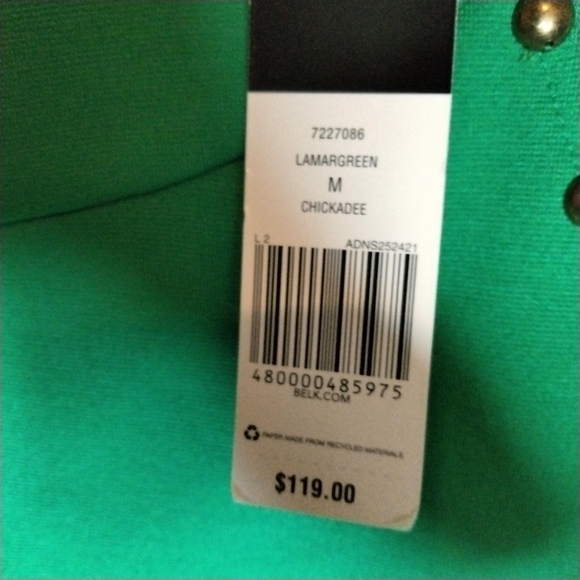 7227086
LAMARGREEN
M
CHICKADEE
L 2 ADNS252421
480000485975
BELK.COM
PAPER MADE FROM RECYCLED MATERIALS
$119.00